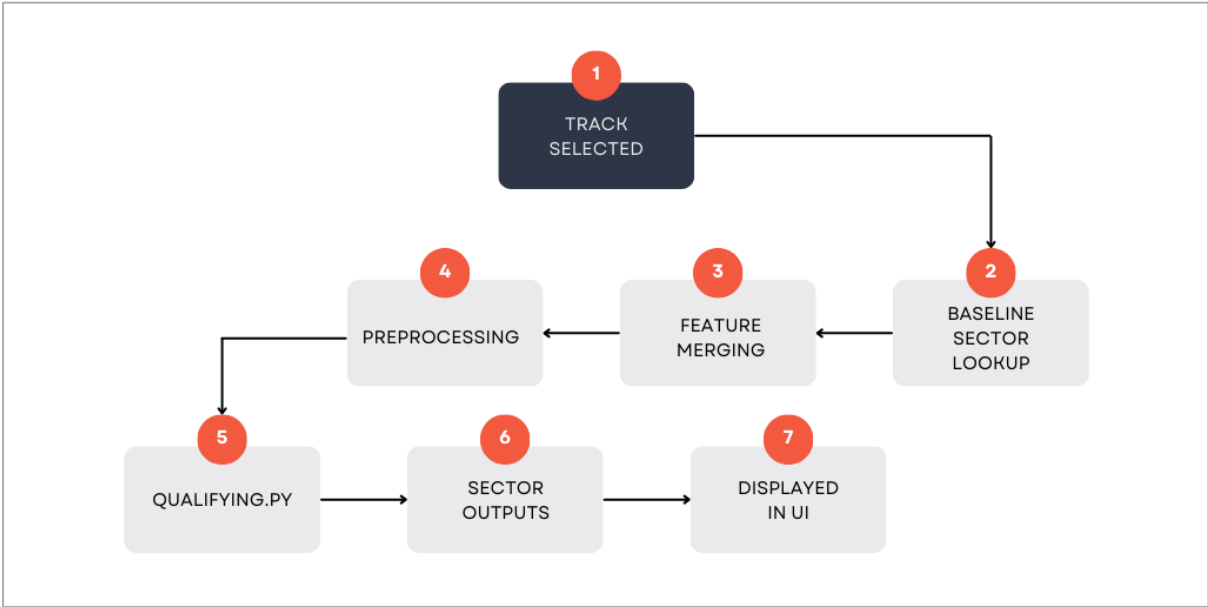 1
TRACK
SELECTED
2
BASELINE
SECTOR
LOOKUP
3
FEATURE
MERGING
4
PREPROCESSING
5
QUALIFYING.PY
6
SECTOR
OUTPUTS
7
DISPLAYED
IN UI